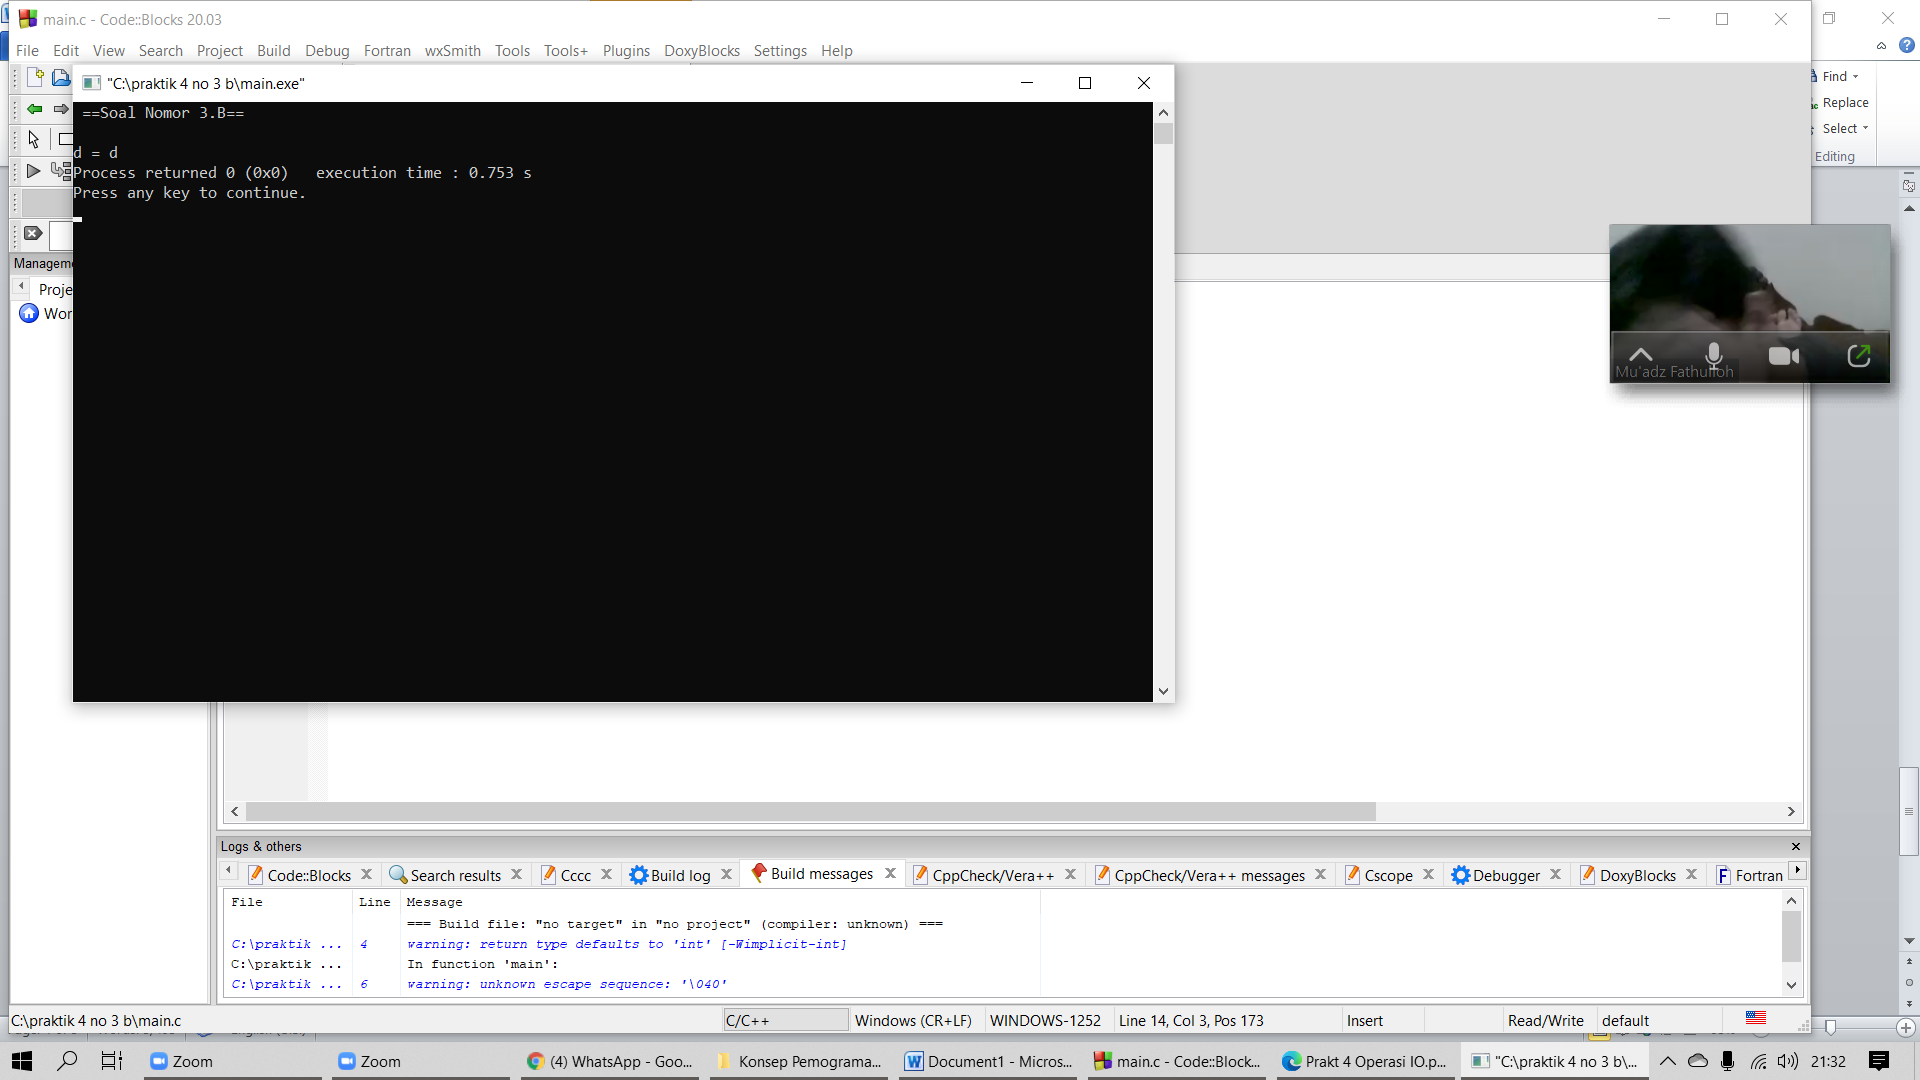 main.c - Code::Blocks 20.03
File Edit View Search Project Build Debug Fortran wxSmith Tools Tools+ Plugins DoxyBlocks Settings Help
Find
Replace
Select
Editing
"C:\praktik 4 no 3 b\main.exe"
==Soal Nomor 3.B==
d = d
Process returned 0 (0x0)   execution time : 0.753 s
Press any key to continue.
Manageme
Proje
Wor
Mu'adz Fathulloh
Logs & others
Code::Blocks Search results Cccc Build log Build messages CppCheck/Vera++ CppCheck/Vera++ messages Cscope Debugger DoxyBlocks Fortran
File Line Message
=== Build file: "no target" in "no project" (compiler: unknown) ===
C:\praktik ... 4 warning: return type defaults to 'int' [-Wimplicit-int]
C:\praktik ... In function 'main':
C:\praktik ... 6 warning: unknown escape sequence: '\040'
C:\praktik 4 no 3 b\main.c C/C++ Windows (CR+LF) WINDOWS-1252 Line 14, Col 3, Pos 173 Insert Read/Write default
Zoom Zoom (4) WhatsApp - Goo... Konsep Pemograma... Document1 - Micros... main.c - Code::Block... Prakt 4 Operasi IO.p... "C:\praktik 4 no 3 b\... 21:32